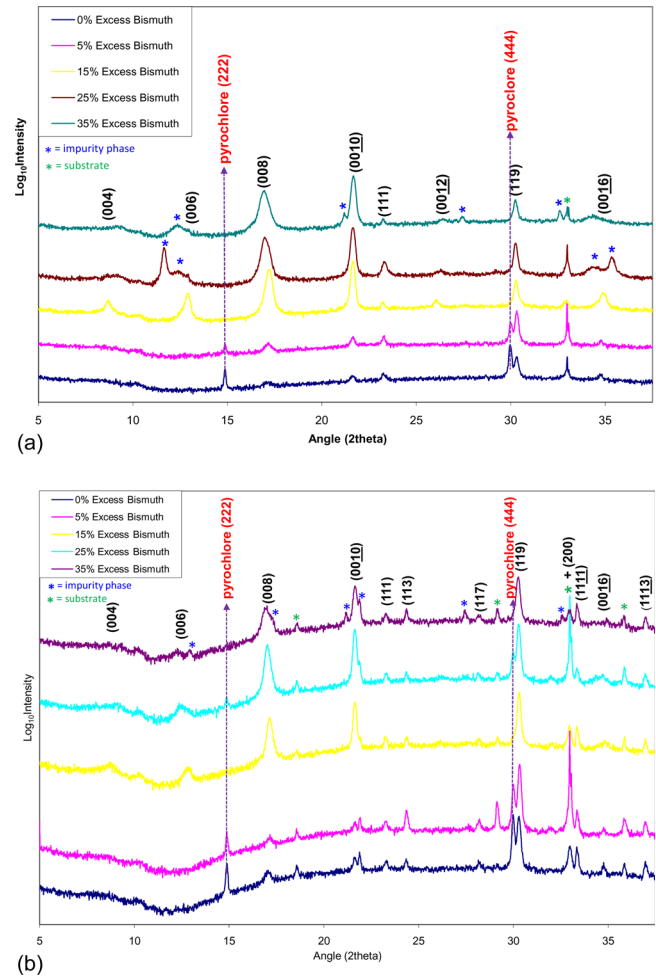 0% Excess Bismuth
5% Excess Bismuth
15% Excess Bismuth
25% Excess Bismuth
35% Excess Bismuth
* = impurity phase
* = substrate
Log10Intensity
pyrochlore (222)
pyroclore (444)
(004)
*
(006)
(008)
*
(0010)
(111)
(0012)
*
(119)
*
*
(0016)
*
*
*
*
5
10
15
20
25
30
35
Angle (2theta)
(a)
0% Excess Bismuth
5% Excess Bismuth
15% Excess Bismuth
25% Excess Bismuth
35% Excess Bismuth
* = impurity phase
* = substrate
Log10Intensity
pyrochlore (222)
pyrochlore (444)
(004)
(006)
*
(008)
*
*
*
(0010)
*
(111)
(113)
*
(117)
*
(119)
*
* + (200)
(1111)
(0016)
*
(1113)
5
10
15
20
25
30
35
Angle (2theta)
(b)